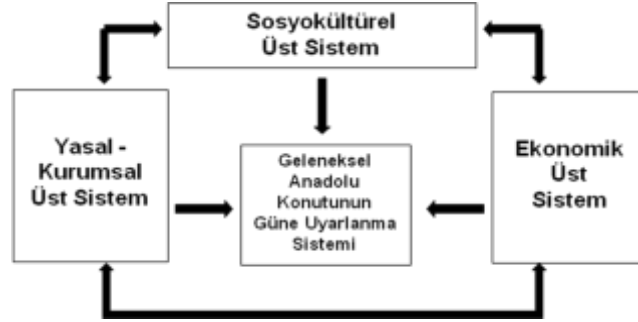 Sosyokültürel
Üst Sistem
Yasal -
Kurumsal
Üst Sistem
Geleneksel
Anadolu
Konutunun
Güne Uyarlanma
Sistemi
Ekonomik
Üst
Sistem